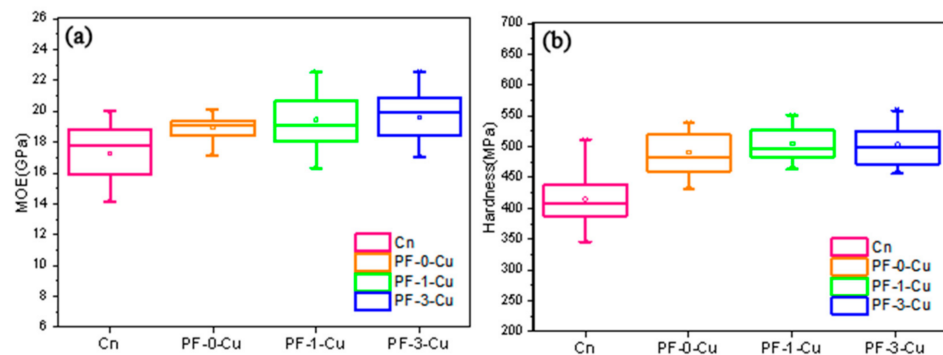 (a)
MOE(GPa)
26
24
22
20
18
16
14
12
10
8
6
Cn
PF-0-Cu
PF-1-Cu
PF-3-Cu
Cn PF-0-Cu PF-1-Cu PF-3-Cu
(b)
Hardness(MPa)
700
650
600
550
500
450
400
350
300
250
200
Cn
PF-0-Cu
PF-1-Cu
PF-3-Cu
Cn PF-0-Cu PF-1-Cu PF-3-Cu